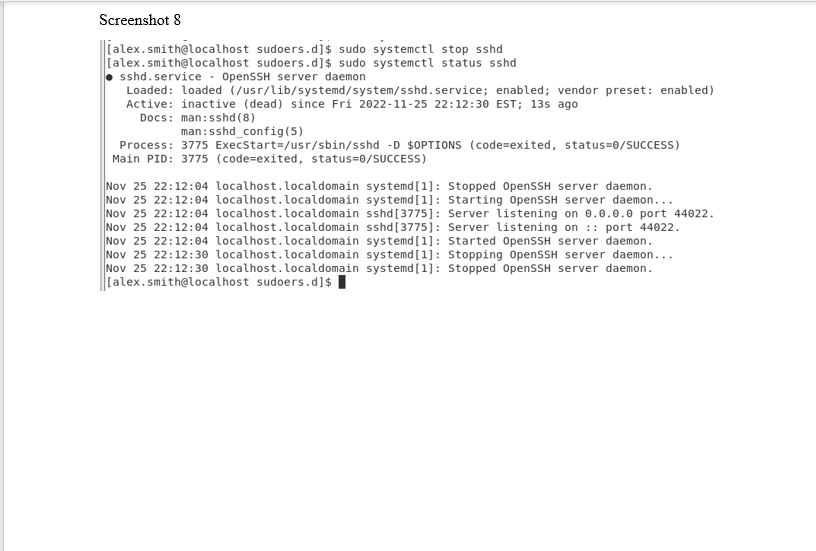 Screenshot 8
[alex.smith@localhost sudoers.d]$ sudo systemctl stop sshd
[alex.smith@localhost sudoers.d]$ sudo systemctl status sshd
● sshd.service - OpenSSH server daemon
   Loaded: loaded (/usr/lib/systemd/system/sshd.service; enabled; vendor preset: enabled)
   Active: inactive (dead) since Fri 2022-11-25 22:12:30 EST; 13s ago
     Docs: man:sshd(8)
           man:sshd_config(5)
  Process: 3775 ExecStart=/usr/sbin/sshd -D $OPTIONS (code=exited, status=0/SUCCESS)
 Main PID: 3775 (code=exited, status=0/SUCCESS)

Nov 25 22:12:04 localhost.localdomain systemd[1]: Stopped OpenSSH server daemon.
Nov 25 22:12:04 localhost.localdomain systemd[1]: Starting OpenSSH server daemon...
Nov 25 22:12:04 localhost.localdomain sshd[3775]: Server listening on 0.0.0.0 port 44022.
Nov 25 22:12:04 localhost.localdomain sshd[3775]: Server listening on :: port 44022.
Nov 25 22:12:04 localhost.localdomain systemd[1]: Started OpenSSH server daemon.
Nov 25 22:12:30 localhost.localdomain systemd[1]: Stopping OpenSSH server daemon...
Nov 25 22:12:30 localhost.localdomain systemd[1]: Stopped OpenSSH server daemon.
[alex.smith@localhost sudoers.d]$